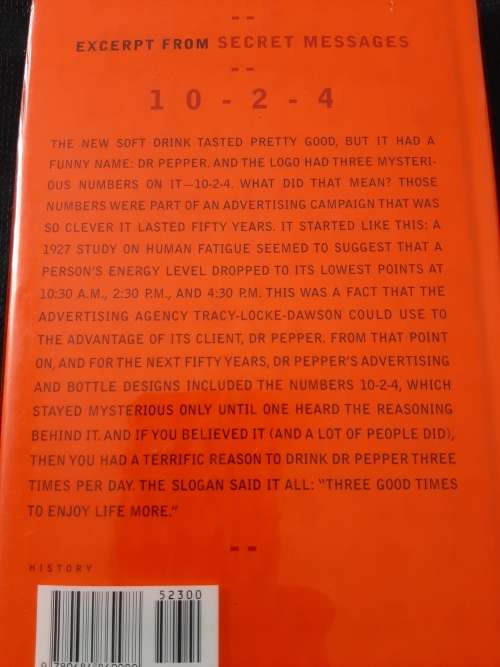 --
EXCERPT FROM SECRET MESSAGES
--
10-2-4
THE NEW SOFT DRINK TASTED PRETTY GOOD, BUT IT HAD A
FUNNY NAME: DR PEPPER. AND THE LOGO HAD THREE MYSTERI-
OUS NUMBERS ON IT—10-2-4. WHAT DID THAT MEAN? THOSE
NUMBERS WERE PART OF AN ADVERTISING CAMPAIGN THAT WAS
SO CLEVER IT LASTED FIFTY YEARS. IT STARTED LIKE THIS: A
1927 STUDY ON HUMAN FATIGUE SEEMED TO SUGGEST THAT A
PERSON'S ENERGY LEVEL DROPPED TO ITS LOWEST POINTS AT
10:30 A.M., 2:30 P.M., AND 4:30 P.M. THIS WAS A FACT THAT THE
ADVERTISING AGENCY TRACY-LOCKE-DAWSON COULD USE TO
THE ADVANTAGE OF ITS CLIENT, DR PEPPER. FROM THAT POINT
ON, AND FOR THE NEXT FIFTY YEARS, DR PEPPER'S ADVERTISING
AND BOTTLE DESIGNS INCLUDED THE NUMBERS 10-2-4, WHICH
STAYED MYSTERIOUS ONLY UNTIL ONE HEARD THE REASONING
BEHIND IT. AND IF YOU BELIEVED IT (AND A LOT OF PEOPLE DID),
THEN YOU HAD A TERRIFIC REASON TO DRINK DR PEPPER THREE
TIMES PER DAY. THE SLOGAN SAID IT ALL: "THREE GOOD TIMES
TO ENJOY LIFE MORE."
--
HISTORY
52300